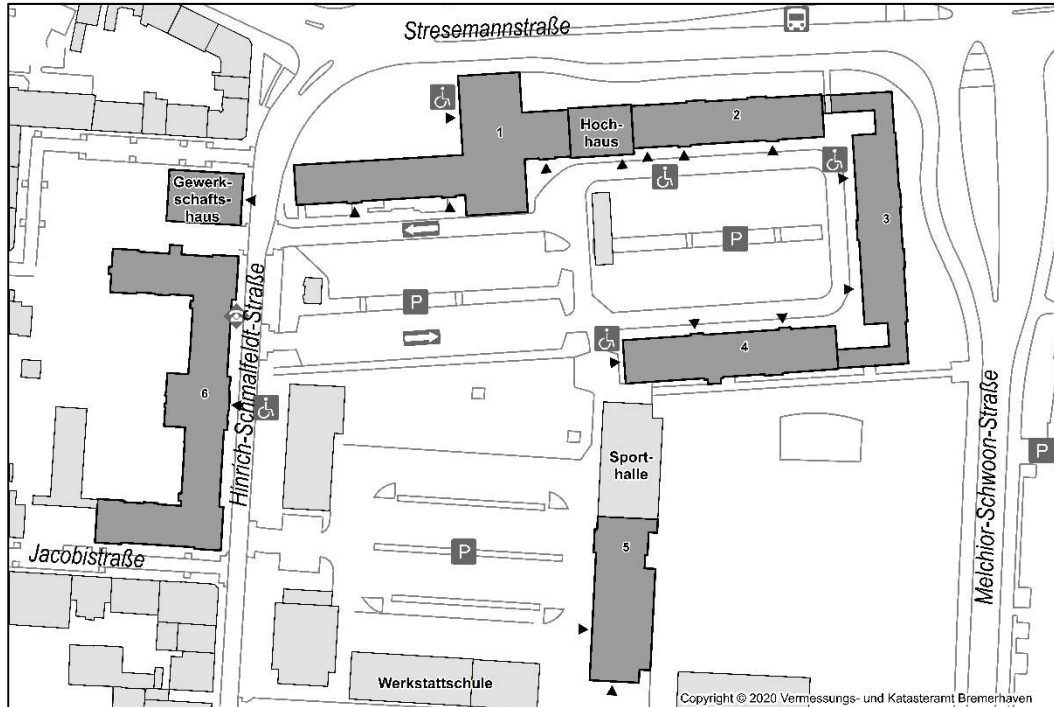 Stresemannstraße
1
Hoch-
haus
2
Gewerk-
schafts-
haus
3
P
P
4
6
Hinrich-Schmalfeldt-Straße
Sport-
halle
Melchior-Schwoon-Straße
P
5
P
Jacobistraße
Werkstattschule
Copyright © 2020 Vermessungs- und Katasteramt Bremerhaven